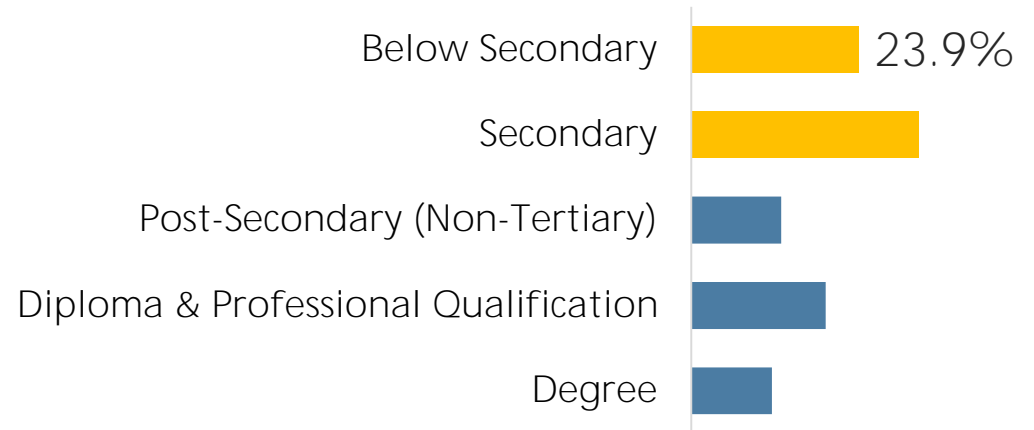 Below Secondary 23.9%
Secondary
Post-Secondary (Non-Tertiary)
Diploma & Professional Qualification
Degree